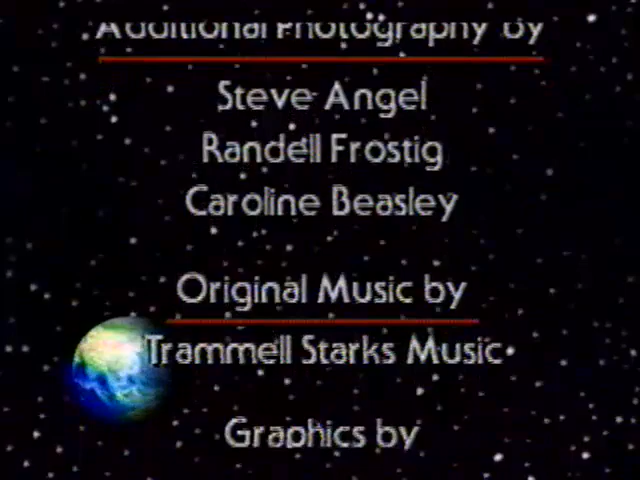 Additional Photography by
Steve Angel
Randell Frostig
Caroline Beasley
Original Music by
Trammell Starks Music
Graphics by